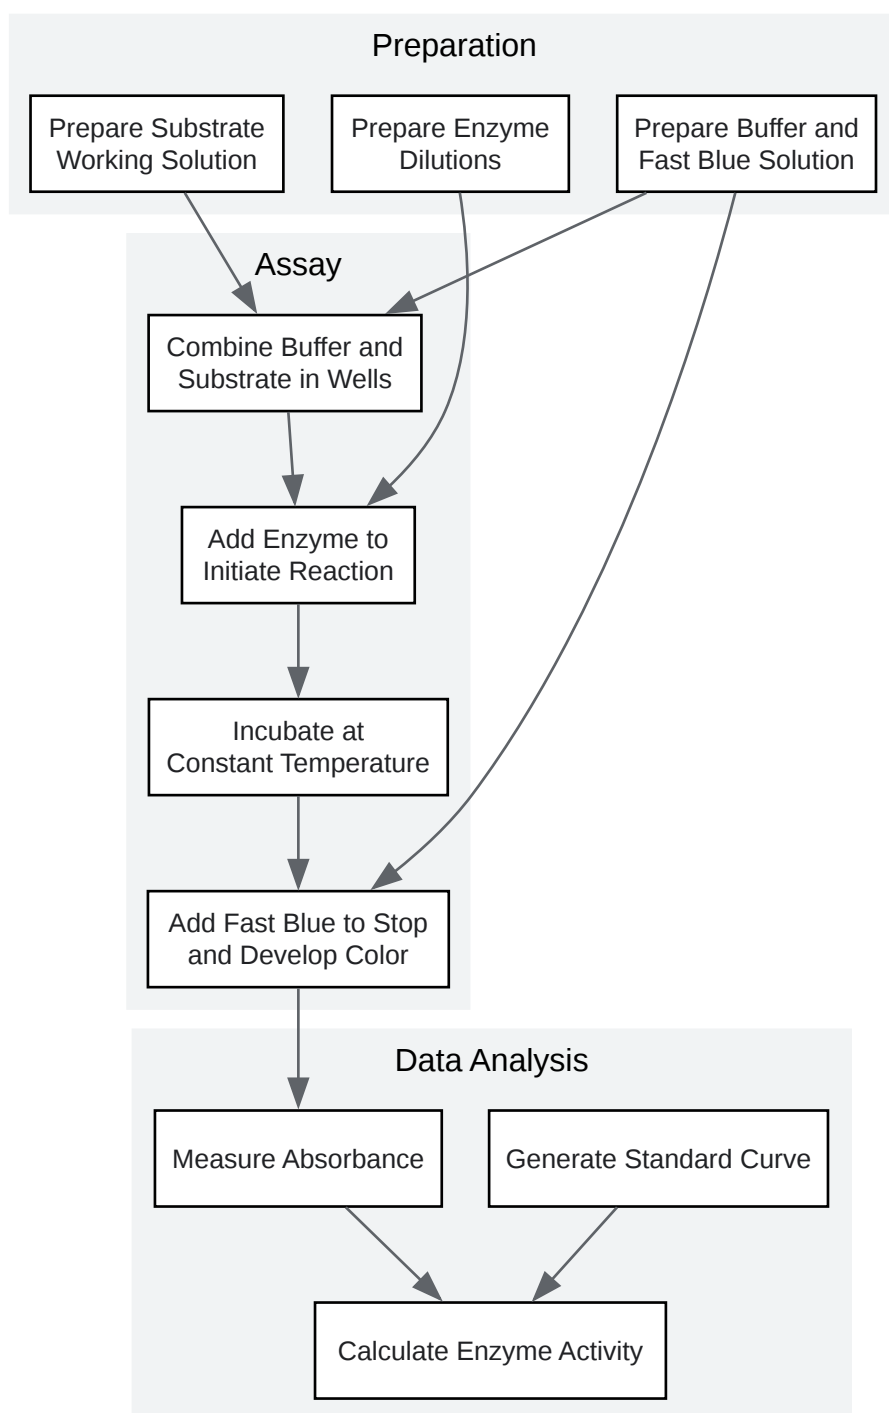 Preparation
Prepare Substrate
Working Solution
Prepare Enzyme
Dilutions
Prepare Buffer and
Fast Blue Solution
Assay
Combine Buffer and
Substrate in Wells
Add Enzyme to
Initiate Reaction
Incubate at
Constant Temperature
Add Fast Blue to Stop
and Develop Color
Data Analysis
Measure Absorbance
Generate Standard Curve
Calculate Enzyme Activity